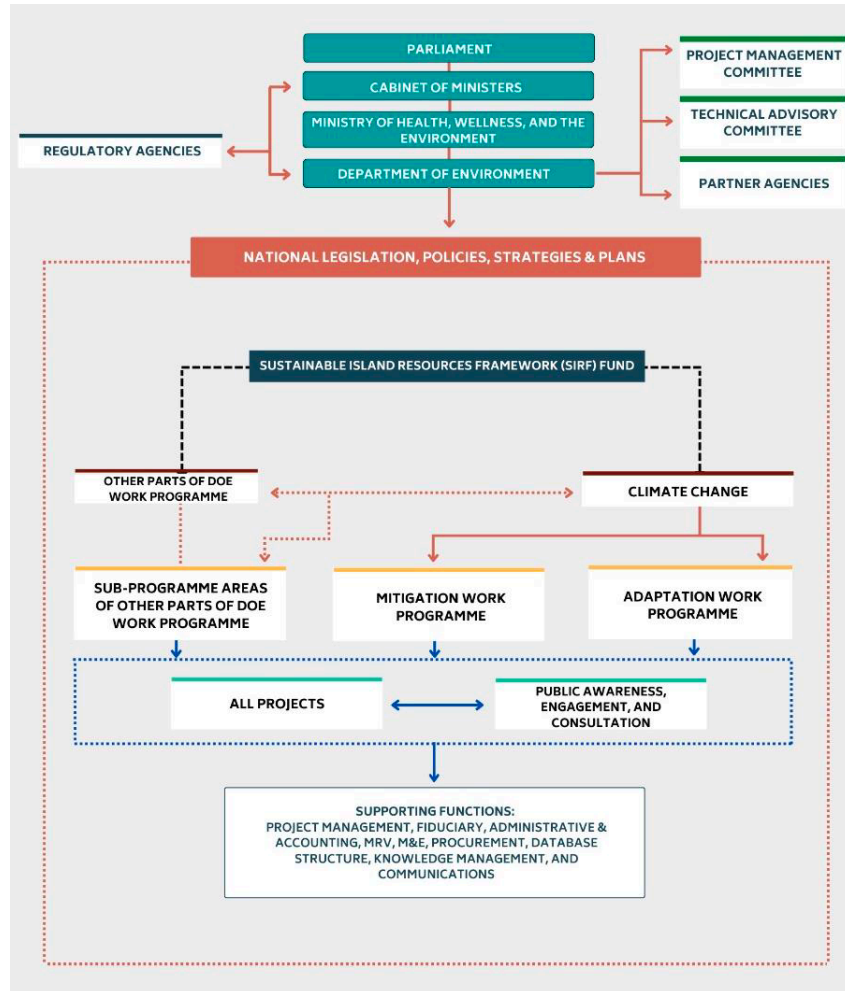 PARLIAMENT
CABINET OF MINISTERS
MINISTRY OF HEALTH, WELLNESS, AND THE
ENVIRONMENT
DEPARTMENT OF ENVIRONMENT
REGULATORY AGENCIES
PROJECT MANAGEMENT
COMMITTEE
TECHNICAL ADVISORY
COMMITTEE
PARTNER AGENCIES
NATIONAL LEGISLATION, POLICIES, STRATEGIES & PLANS
SUSTAINABLE ISLAND RESOURCES FRAMEWORK (SIRF) FUND
OTHER PARTS OF DOE
WORK PROGRAMME
CLIMATE CHANGE
SUB-PROGRAMME AREAS
OF OTHER PARTS OF DOE
WORK PROGRAMME
MITIGATION WORK
PROGRAMME
ADAPTATION WORK
PROGRAMME
ALL PROJECTS
PUBLIC AWARENESS,
ENGAGEMENT, AND
CONSULTATION
SUPPORTING FUNCTIONS:
PROJECT MANAGEMENT, FIDUCIARY, ADMINISTRATIVE &
ACCOUNTING, MRV, M&E, PROCUREMENT, DATABASE
STRUCTURE, KNOWLEDGE MANAGEMENT, AND
COMMUNICATIONS